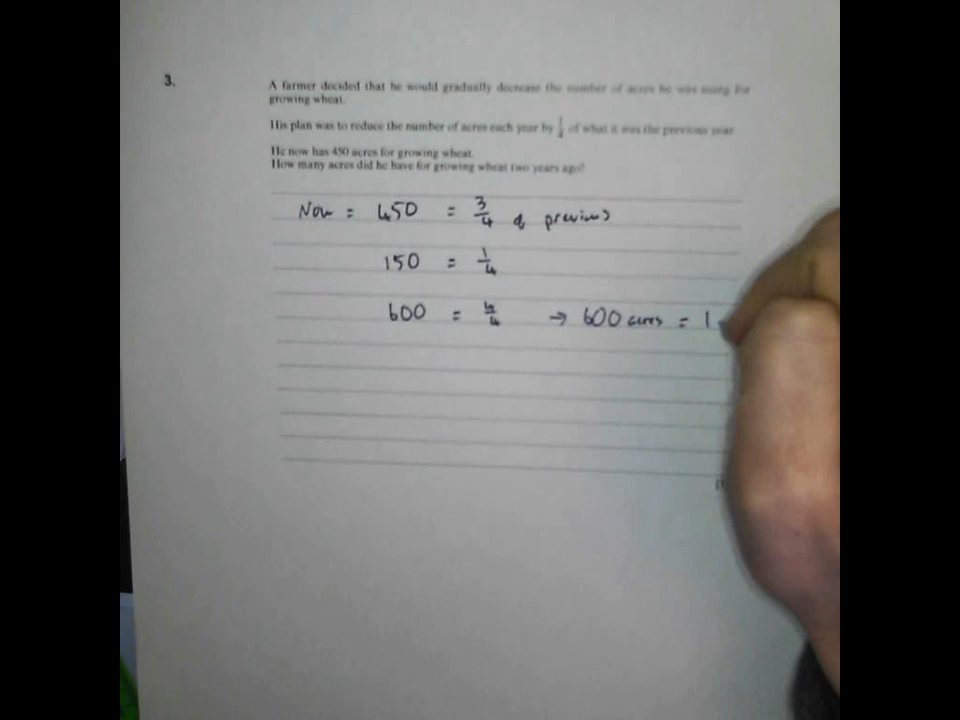 3.
A farmer decided that he would gradually decrease the number of acres he was using for
growing wheat.
His plan was to reduce the number of acres each year by 1/4 of what it was the previous year.
He now has 450 acres for growing wheat.
How many acres did he have for growing wheat two years ago?
Now = 450 = 3/4 of previous
150 = 1/4
600 = 4/4 → 600 acres = 1